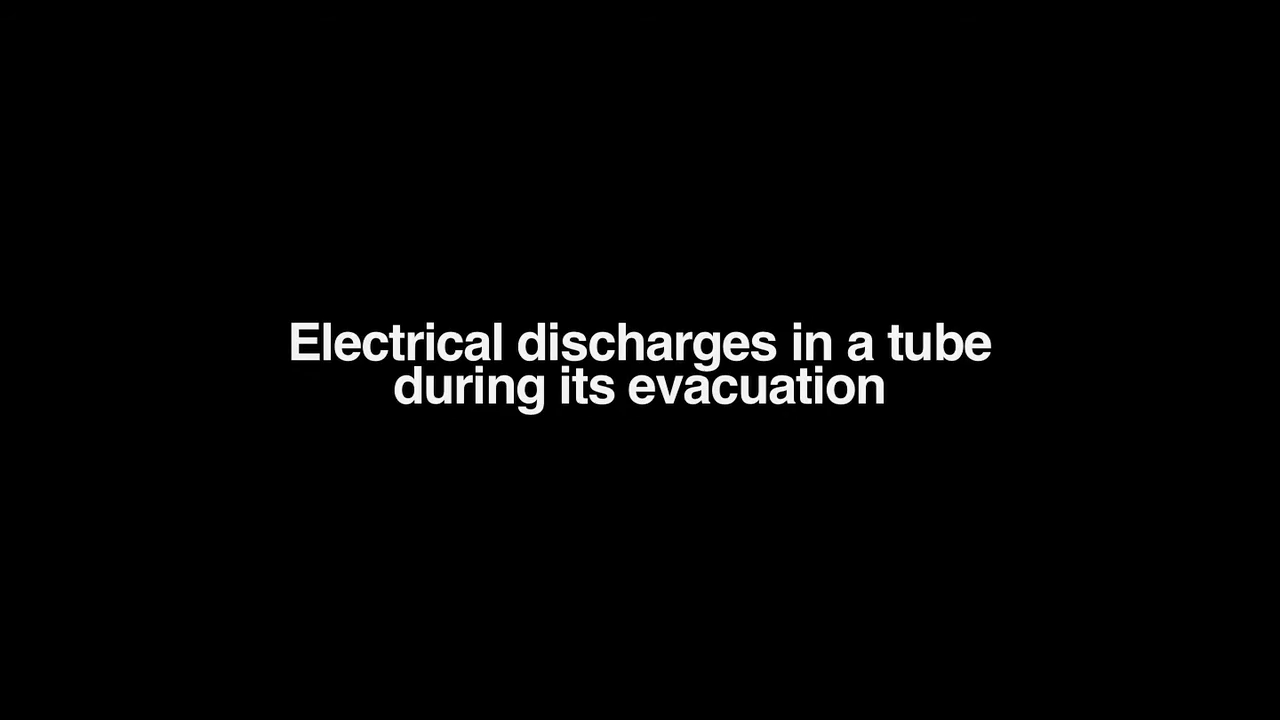 Electrical discharges in a tube
during its evacuation